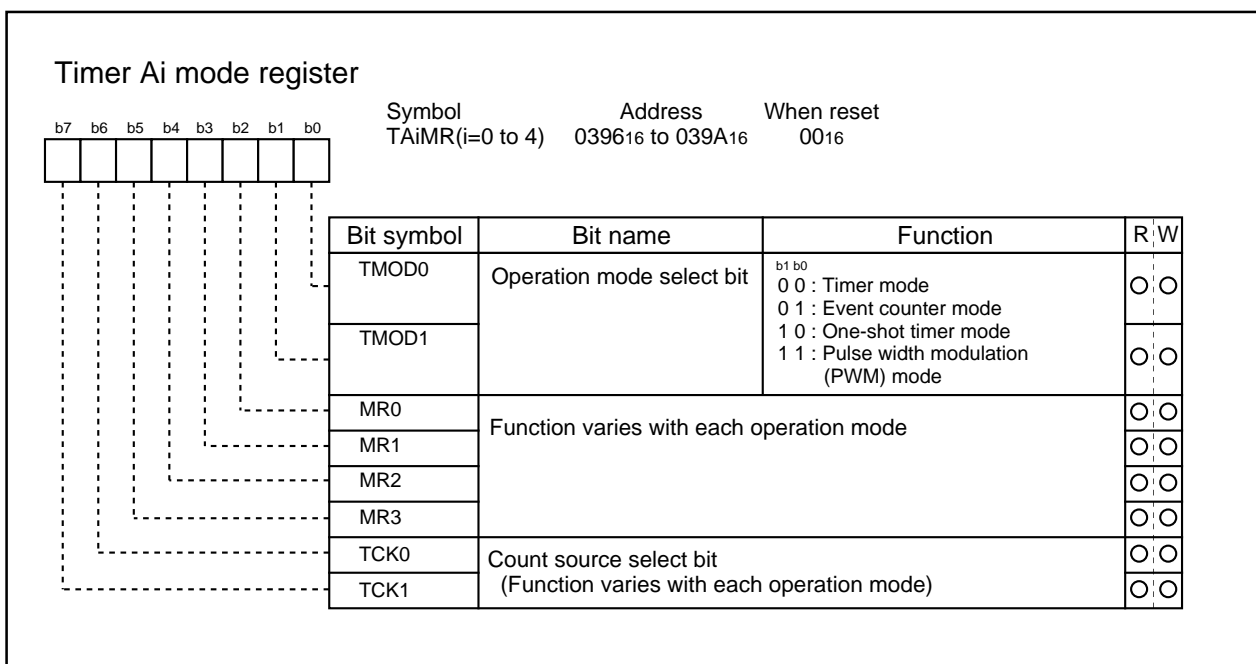 Timer Ai mode register
Symbol Address When reset
TAiMR(i=0 to 4) 039616 to 039A16 0016
b7 b6 b5 b4 b3 b2 b1 b0
Bit symbol Bit name Function R W
TMOD0 Operation mode select bit b1 b0
0 0 : Timer mode
0 1 : Event counter mode
TMOD1 1 0 : One-shot timer mode
1 1 : Pulse width modulation
(PWM) mode
MR0
Function varies with each operation mode
MR1
MR2
MR3
TCK0 Count source select bit
TCK1 (Function varies with each operation mode)